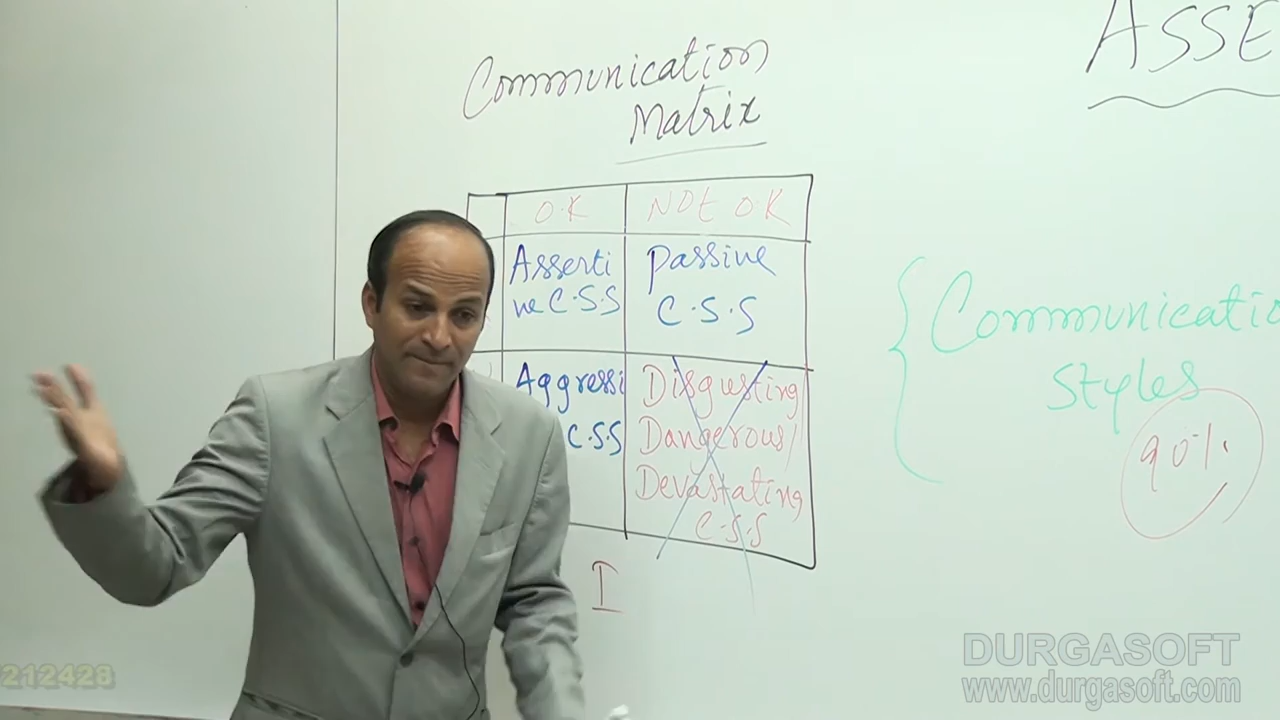 ASSE
Communication
Matrix
O.K
NOt OK
Asserti
ve C.S.S
Passive
C.S.S
Aggressi
C.S.S
Disgusting
Dangerous/
Devastating
C.S.S
I
Communicatio
Styles
90%.
DURGASOFT
www.durgasoft.com
212428